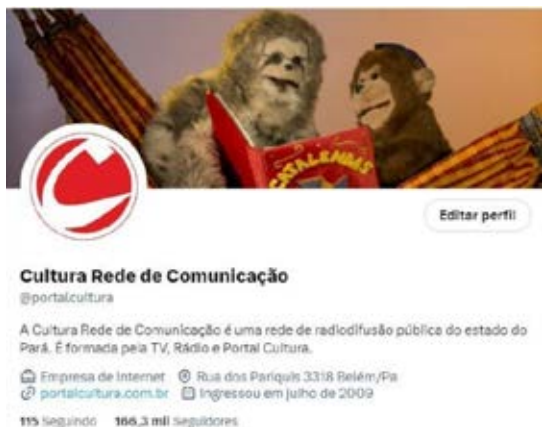 CATALENDAS
Editar perfil
Cultura Rede de Comunicação
@portalcultura
A Cultura Rede de Comunicação é uma rede de radiodifusão pública do estado do
Pará. É formada pela TV, Rádio e Portal Cultura.
Empresa de Internet Rua dos Pariquis 3318 Belém/Pa
portalcultura.com.br Ingressou em julho de 2009
115 Seguindo 166,3 mil Seguidores